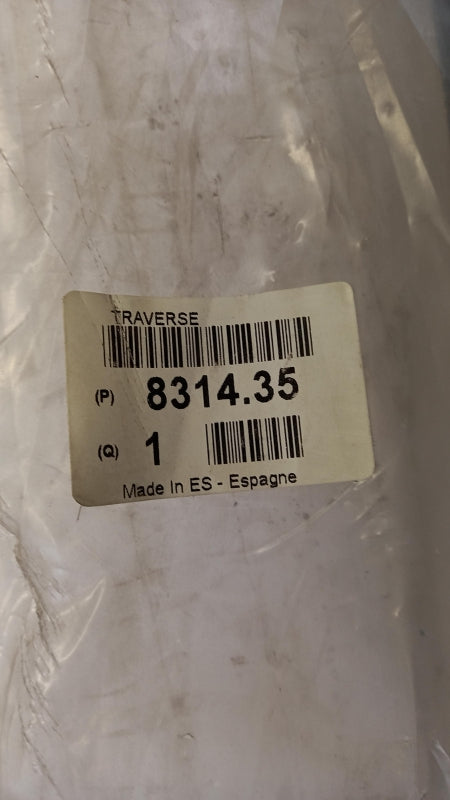 TRAVERSE
(P) 8314.35
(Q) 1
Made In ES - Espagne